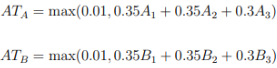 AT_A = max(0.01, 0.35A_1 + 0.35A_2 + 0.3A_3)
AT_B = max(0.01, 0.35B_1 + 0.35B_2 + 0.3B_3)